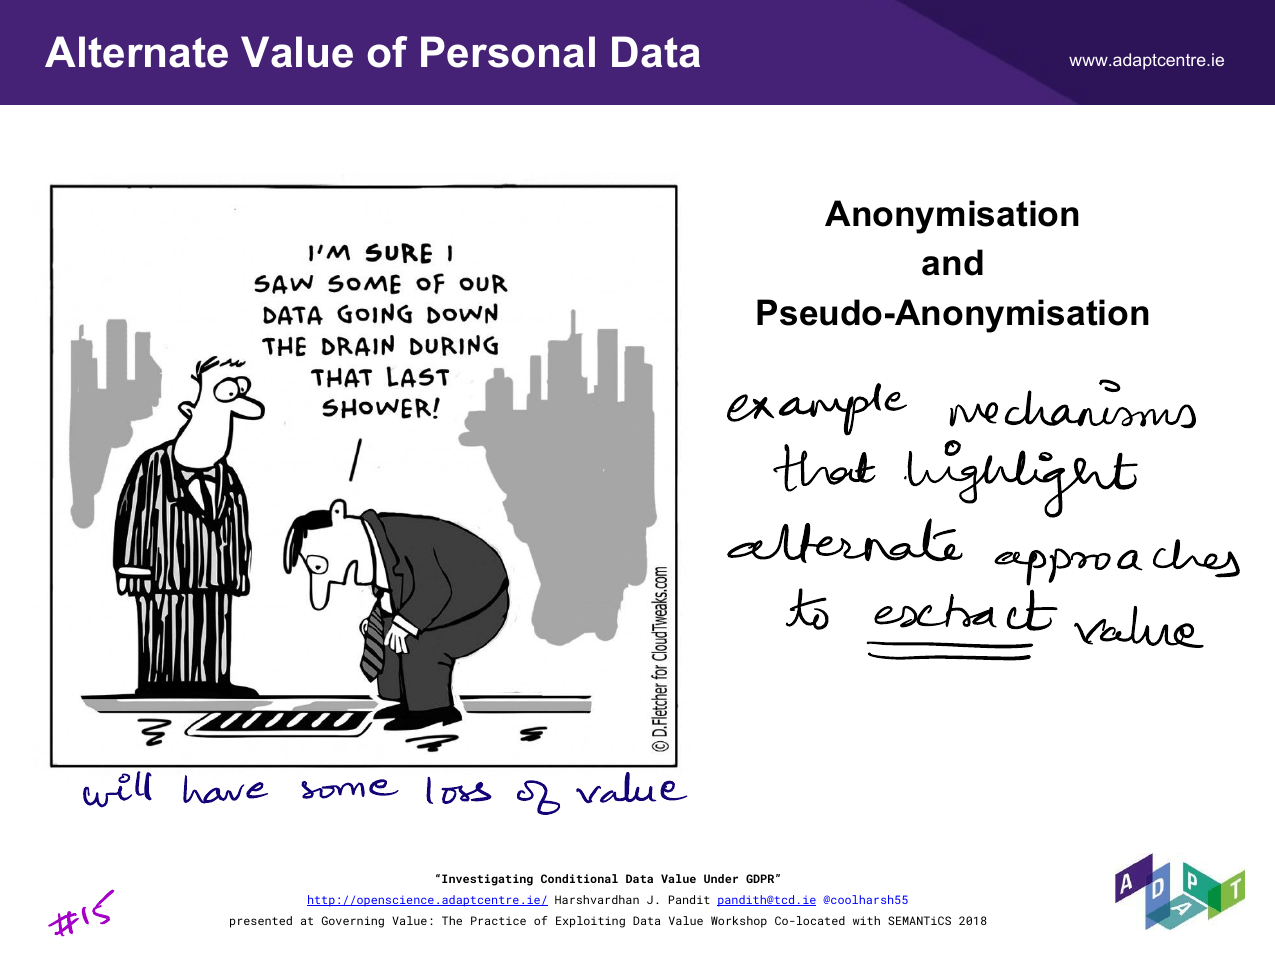 Alternate Value of Personal Data
www.adaptcentre.ie
I'M SURE I
SAW SOME OF OUR
DATA GOING DOWN
THE DRAIN DURING
THAT LAST
SHOWER!
© D.Fletcher for CloudTweaks.com
will have some loss of value
Anonymisation
and
Pseudo-Anonymisation
example mechanisms
that highlight
alternate approaches
to extract value
#15
“Investigating Conditional Data Value Under GDPR”
http://openscience.adaptcentre.ie/ Harshvardhan J. Pandit pandith@tcd.ie @coolharsh55
presented at Governing Value: The Practice of Exploiting Data Value Workshop Co-located with SEMANTiCS 2018
ADAPT